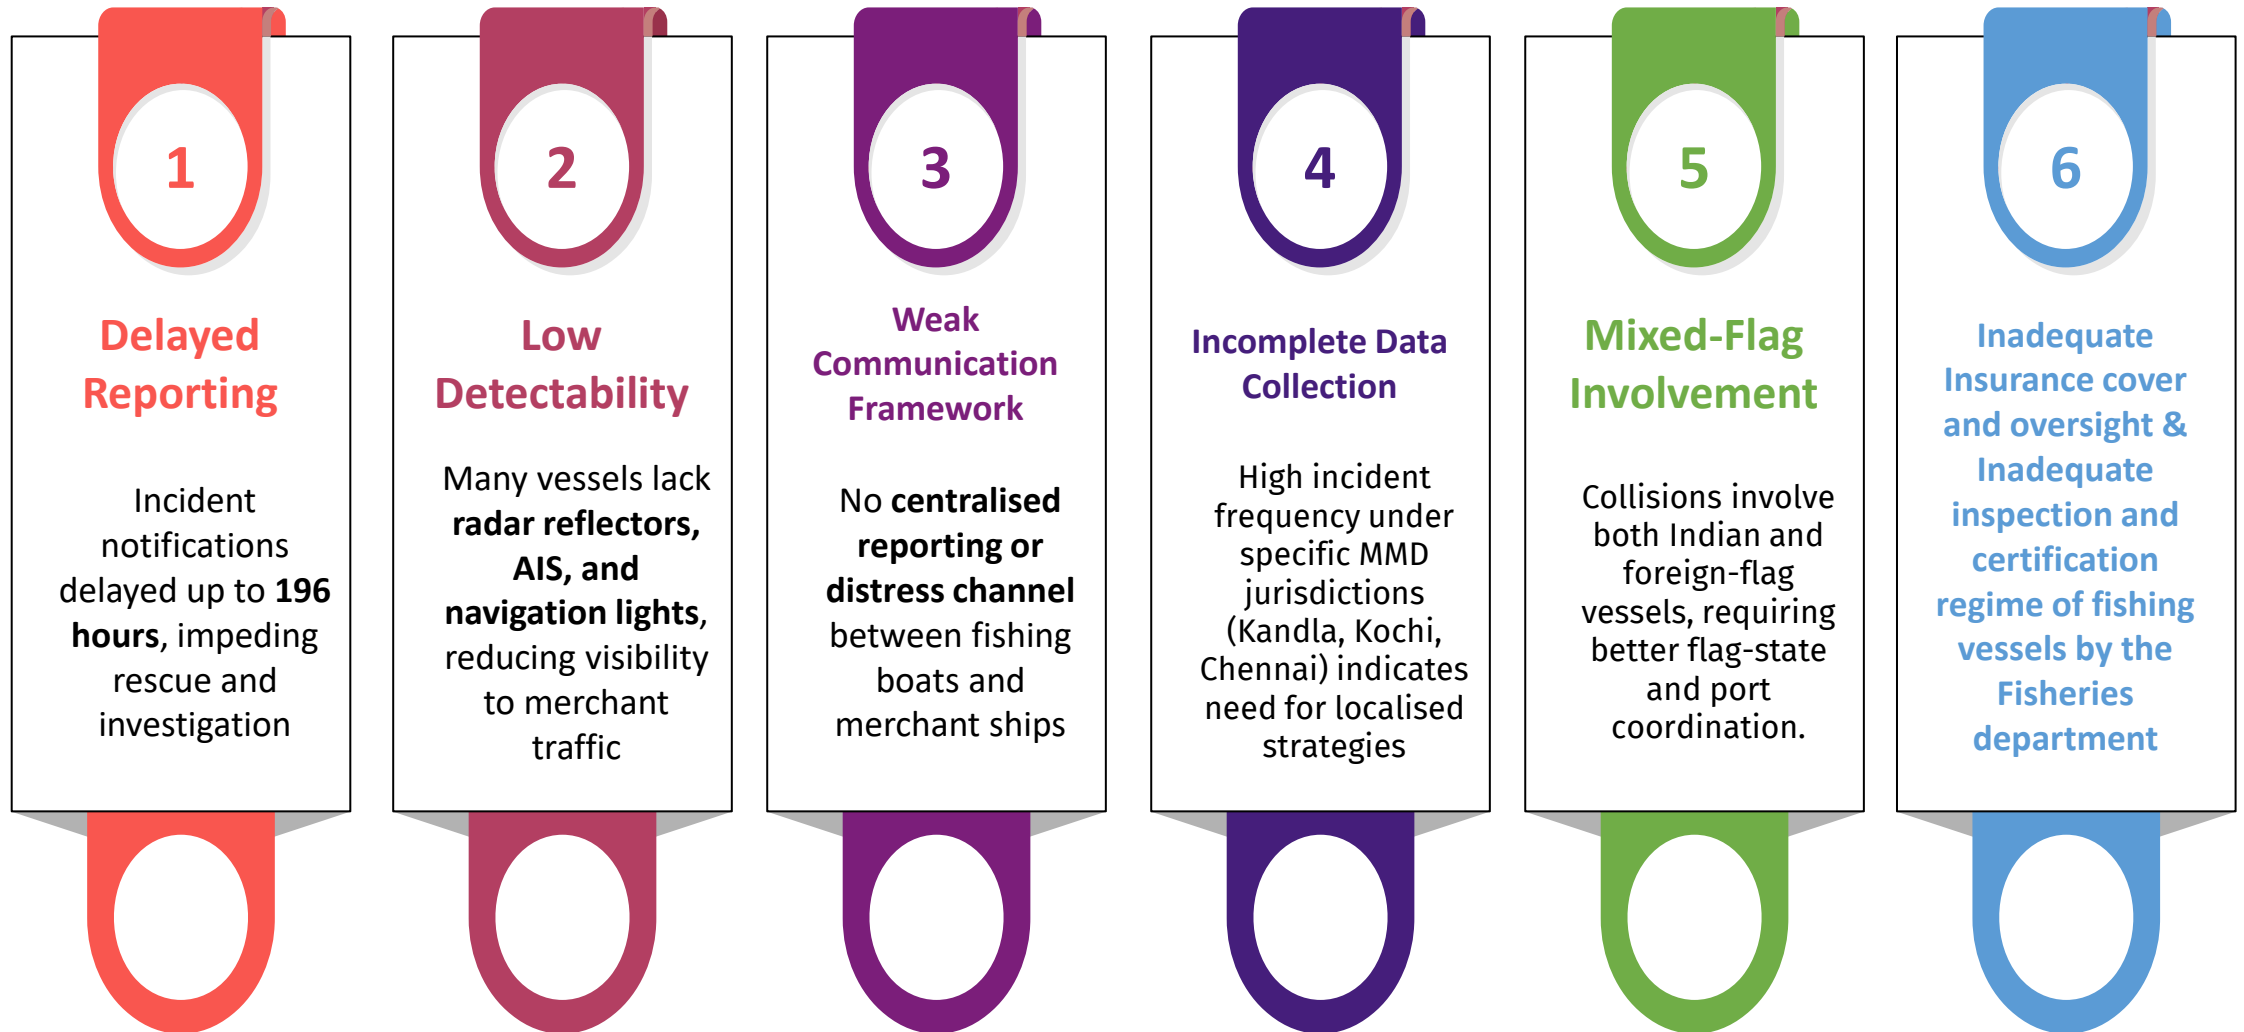 1
Delayed
Reporting
Incident
notifications
delayed up to 196
hours, impeding
rescue and
investigation
2
Low
Detectability
Many vessels lack
radar reflectors,
AIS, and
navigation lights,
reducing visibility
to merchant
traffic
3
Weak
Communication
Framework
No centralised
reporting or
distress channel
between fishing
boats and
merchant ships
4
Incomplete Data
Collection
High incident
frequency under
specific MMD
jurisdictions
(Kandla, Kochi,
Chennai) indicates
need for localised
strategies
5
Mixed-Flag
Involvement
Collisions involve
both Indian and
foreign-flag
vessels, requiring
better flag-state
and port
coordination.
6
Inadequate
Insurance cover
and oversight &
Inadequate
inspection and
certification
regime of fishing
vessels by the
Fisheries
department